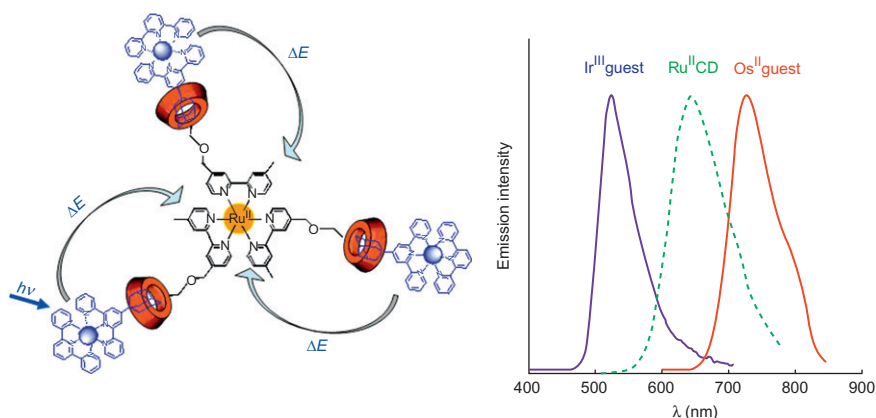 ΔE
O
N N
ΔE
N Ru^II N
N N
O
O
hν
ΔE
Ir^III guest Ru^II CD Os^II guest
Emission intensity
400 500 600 700 800 900
λ (nm)